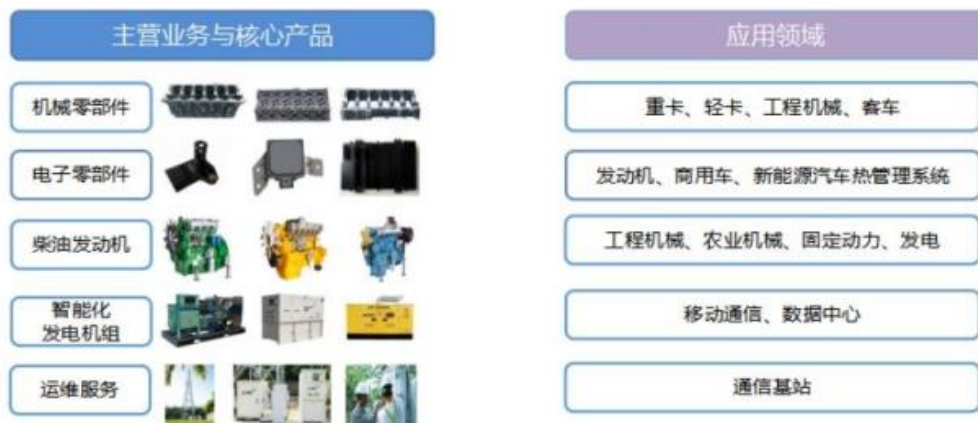 主营业务与核心产品
应用领域
机械零部件
重卡、轻卡、工程机械、客车
电子零部件
发动机、商用车、新能源汽车热管理系统
柴油发动机
工程机械、农业机械、固定动力、发电
智能化
发电机组
移动通信、数据中心
运维服务
通信基站